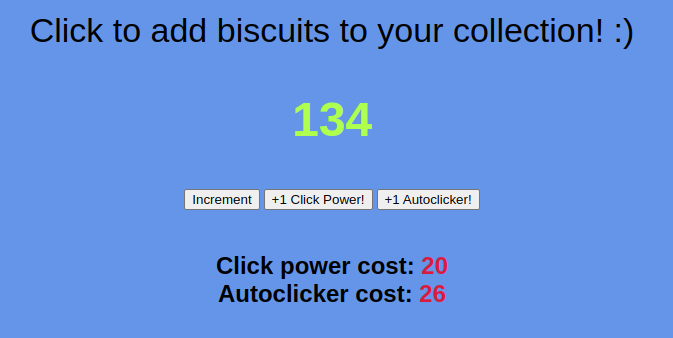 Click to add biscuits to your collection! :)
134
Increment +1 Click Power! +1 Autoclicker!
Click power cost: 20
Autoclicker cost: 26